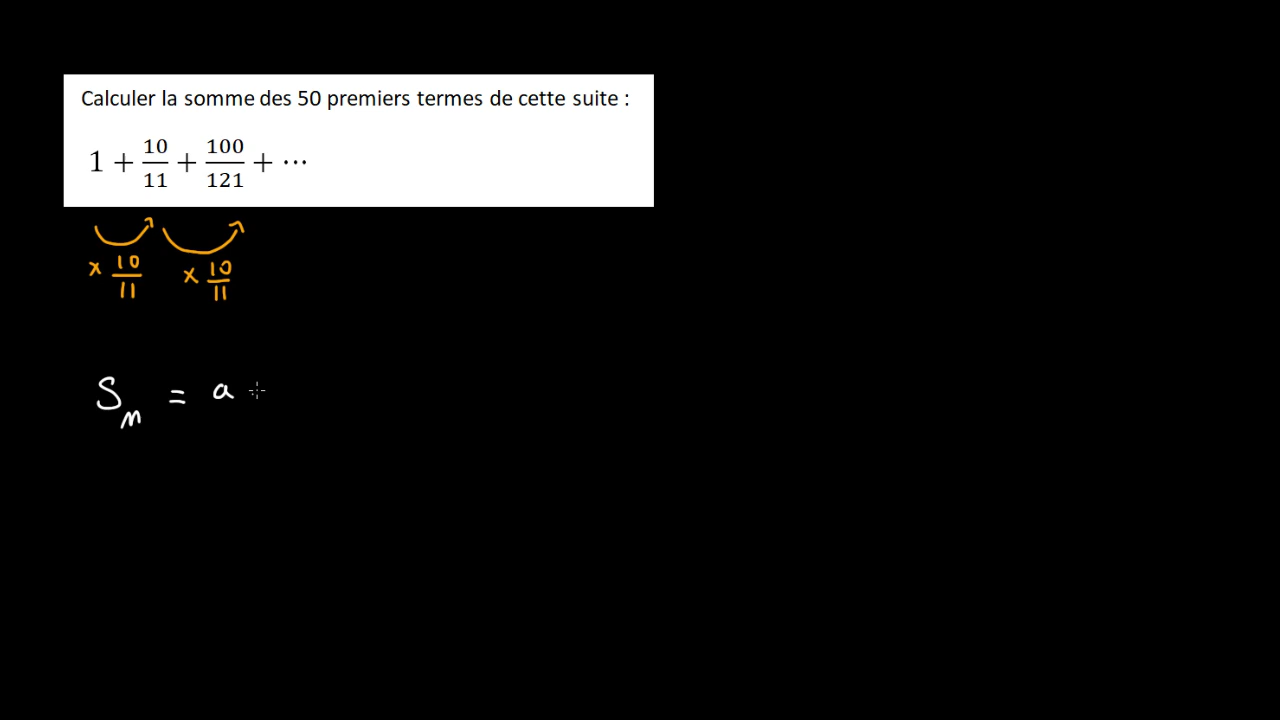 Calculer la somme des 50 premiers termes de cette suite :
1 + 10/11 + 100/121 + ⋯
× 10/11 × 10/11
Sn = a